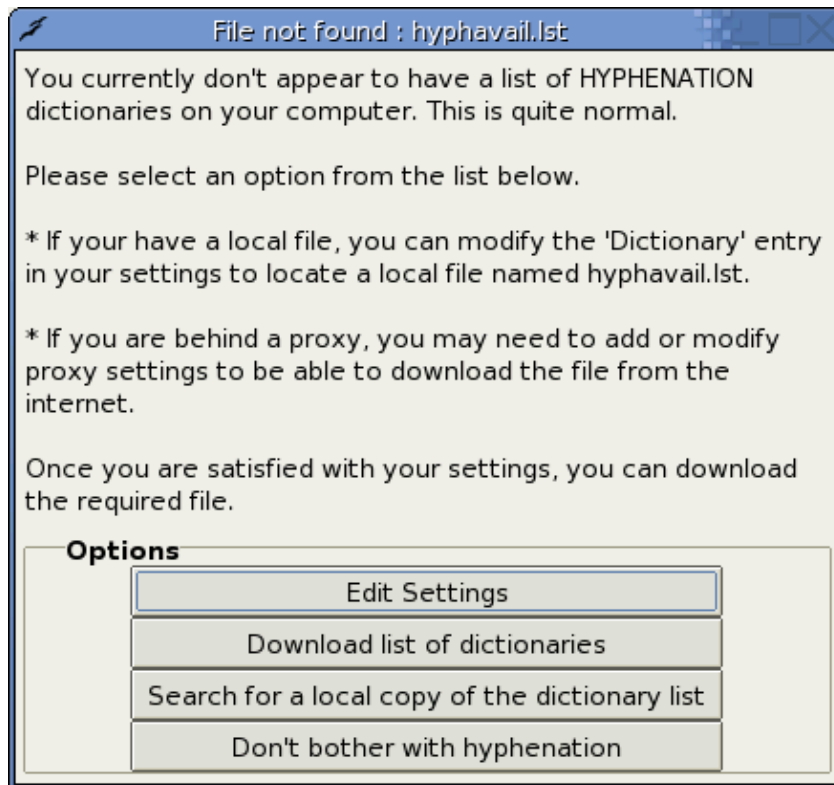 File not found : hyphavail.lst
You currently don't appear to have a list of HYPHENATION
dictionaries on your computer. This is quite normal.
Please select an option from the list below.
* If your have a local file, you can modify the 'Dictionary' entry
in your settings to locate a local file named hyphavail.lst.
* If you are behind a proxy, you may need to add or modify
proxy settings to be able to download the file from the
internet.
Once you are satisfied with your settings, you can download
the required file.
Options
Edit Settings
Download list of dictionaries
Search for a local copy of the dictionary list
Don't bother with hyphenation